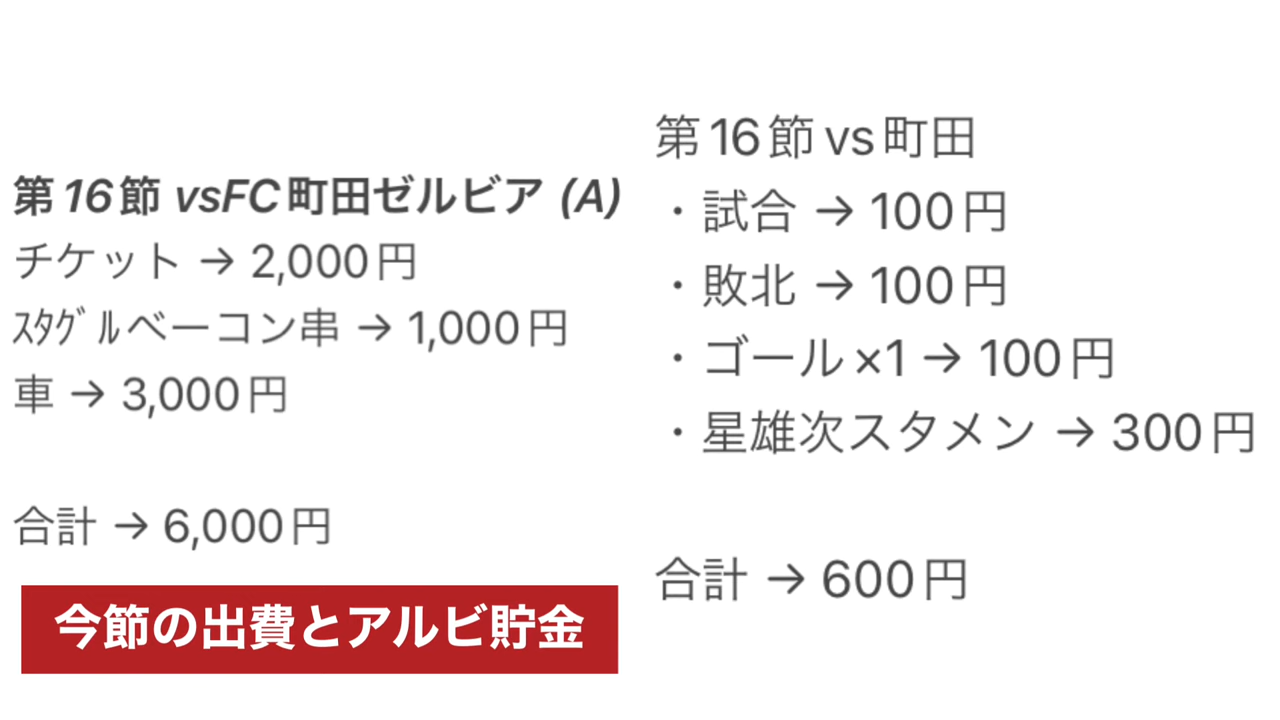 第16節 vsFC町田ゼルビア (A)
チケット → 2,000円
ｽﾀｸﾞﾙベーコン串 → 1,000円
車 → 3,000円
合計 → 6,000円
今節の出費とアルビ貯金
第16節vs町田
・試合 → 100円
・敗北 → 100円
・ゴール×1 → 100円
・星雄次スタメン → 300円
合計 → 600円